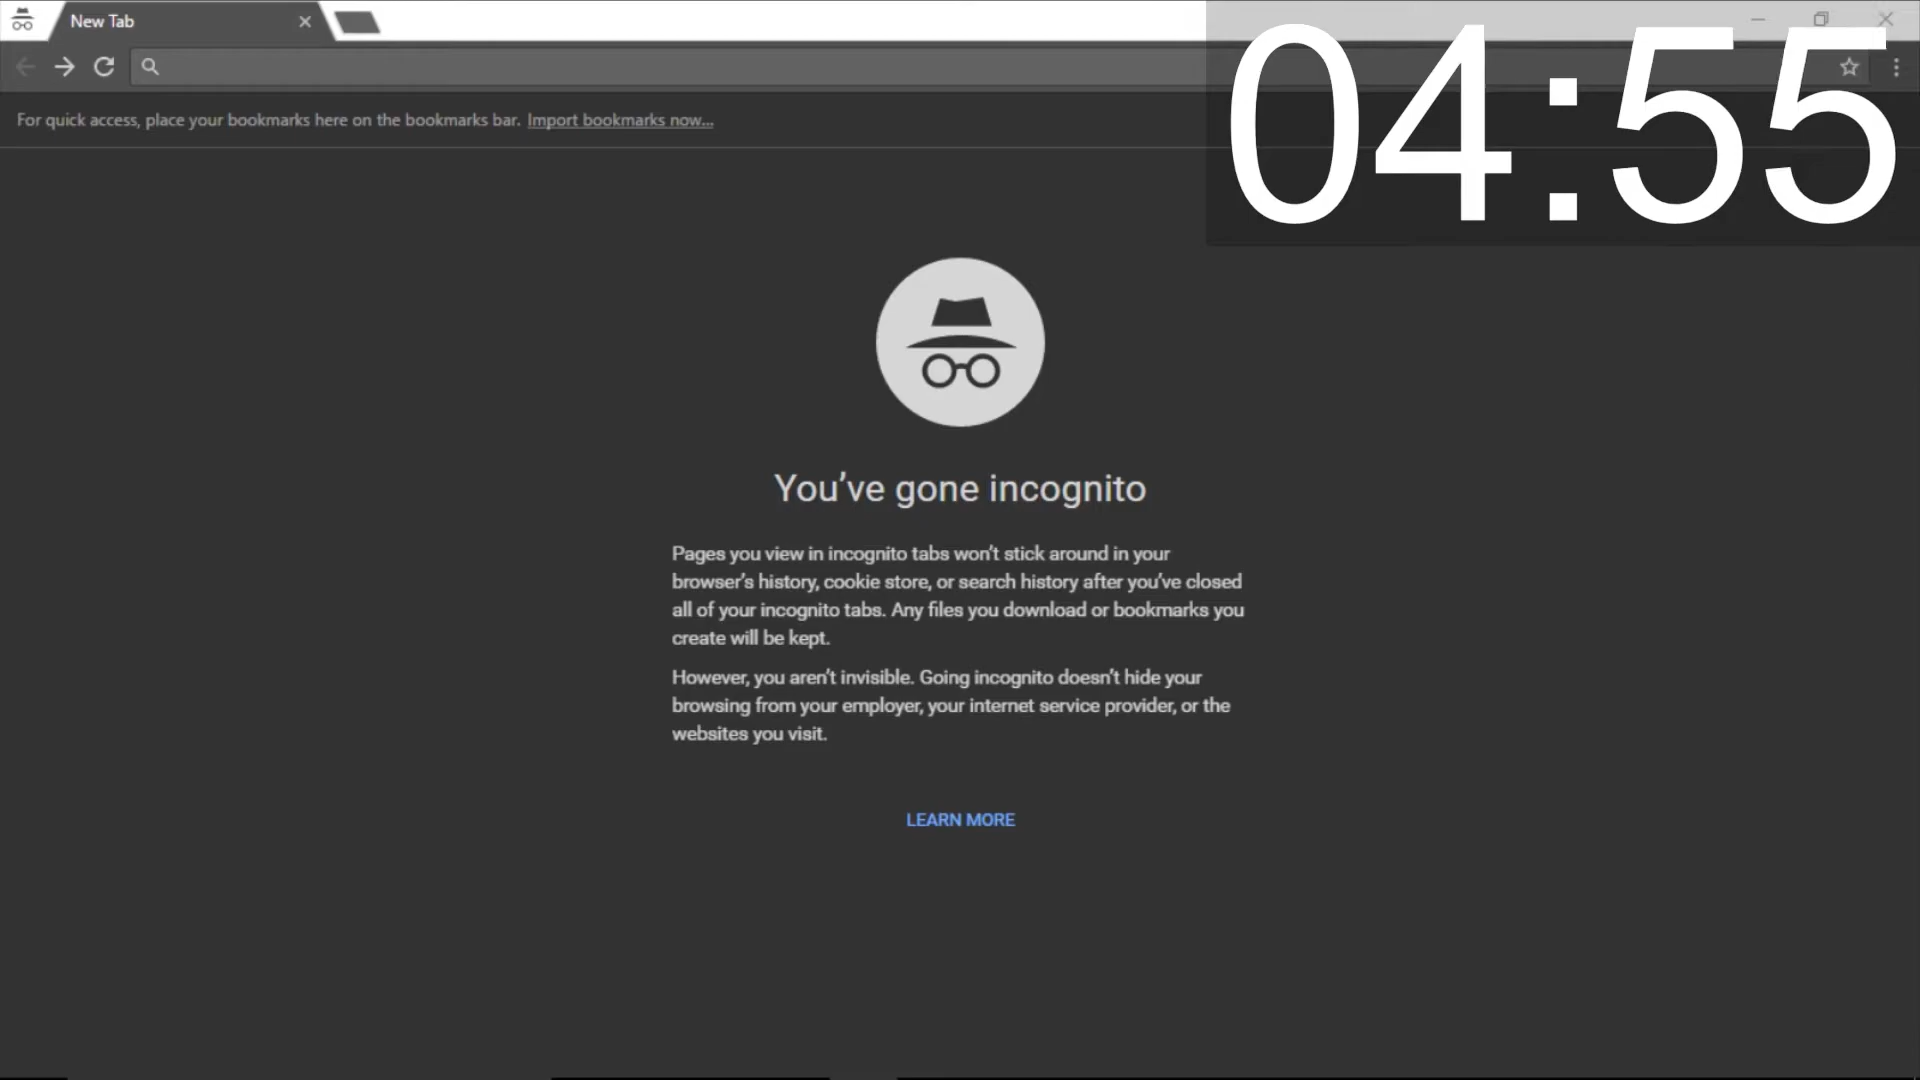 New Tab
04:55
For quick access, place your bookmarks here on the bookmarks bar. Import bookmarks now...
You’ve gone incognito
Pages you view in incognito tabs won’t stick around in your
browser’s history, cookie store, or search history after you’ve closed
all of your incognito tabs. Any files you download or bookmarks you
create will be kept.
However, you aren’t invisible. Going incognito doesn’t hide your
browsing from your employer, your internet service provider, or the
websites you visit.
LEARN MORE